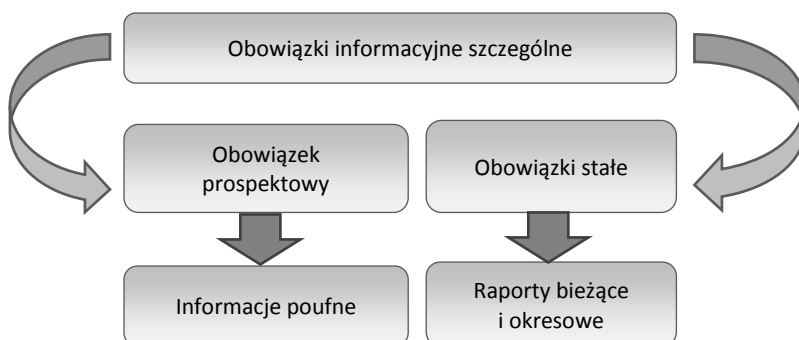 Obowiązki informacyjne szczególne
Obowiązek
prospektowy
Obowiązki stałe
Informacje poufne
Raporty bieżące
i okresowe